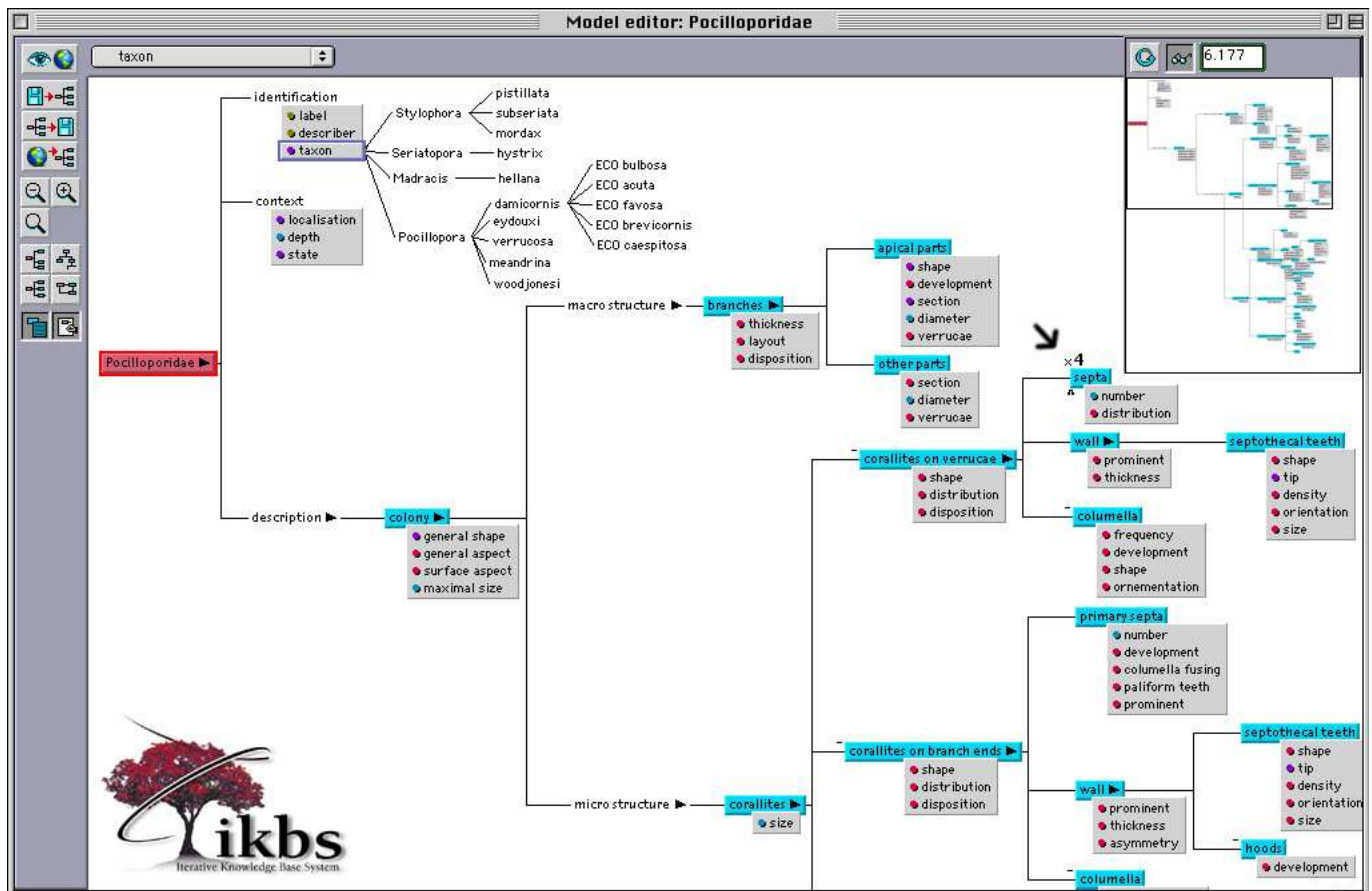 Model editor: Pocilloporidae
taxon
6.177
identification
label
describer
taxon
context
localisation
depth
state
Stylophora
pistillata
subseriata
mordax
Seriatopora
hystrix
Madracis
hellana
Pocillopora
damicornis
eydouxi
verrucosa
meandrina
woodjonesi
ECO bulbosa
ECO acuta
ECO favosa
ECO brevicornis
ECO caespitosa
Pocilloporidae
description
colony
general shape
general aspect
surface aspect
maximal size
macro structure
branches
thickness
layout
disposition
apical parts
shape
development
section
diameter
verrucae
other parts
section
diameter
verrucae
micro structure
corallites
size
corallites on verrucae
shape
distribution
disposition
×4
septa
number
distribution
wall
prominent
thickness
septothecal teeth
shape
tip
density
orientation
size
columella
frequency
development
shape
ornementation
corallites on branch ends
shape
distribution
disposition
primary septa
number
development
columella fusing
paliform teeth
prominent
wall
prominent
thickness
asymmetry
septothecal teeth
shape
tip
density
orientation
size
hoods
development
columella
ikbs
Iterative Knowledge Base System